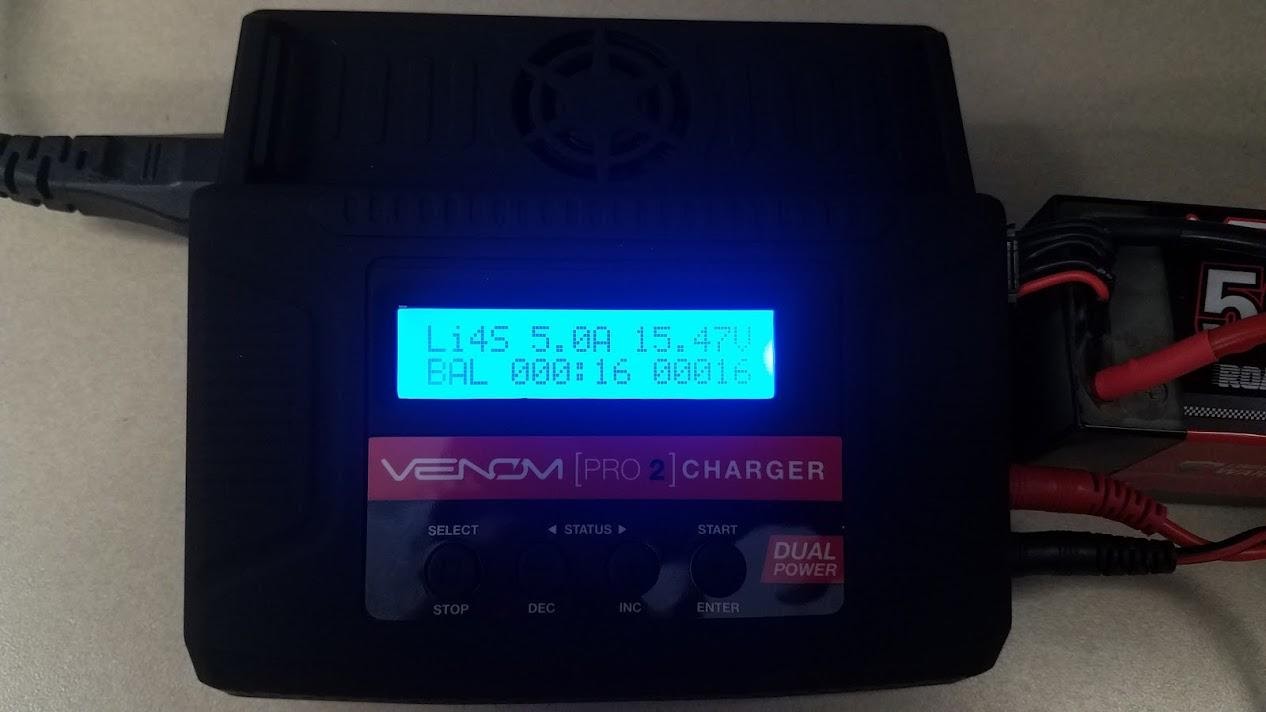 Li4S 5.0A 15.47V
BAL 000:16 00016
VENOM [PRO 2] CHARGER
SELECT ◄ STATUS ► START
DUAL
POWER
STOP DEC INC ENTER
5